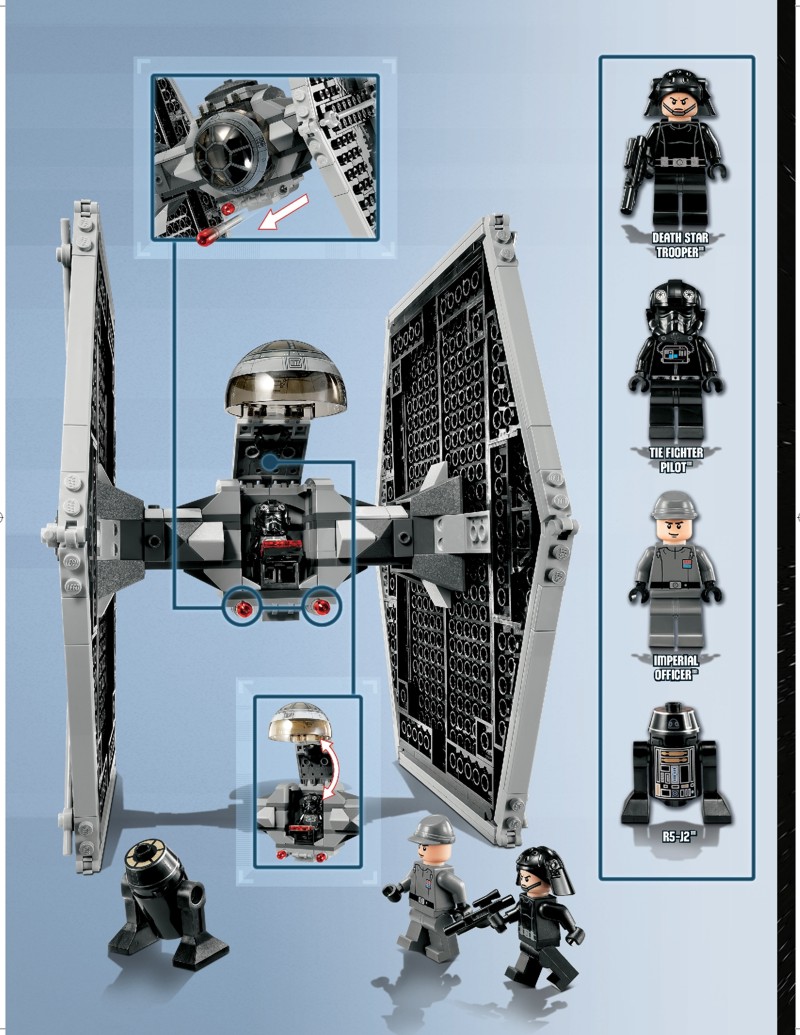 DEATH STAR
TROOPER™
TIE FIGHTER
PILOT™
IMPERIAL
OFFICER™
R5-J2™